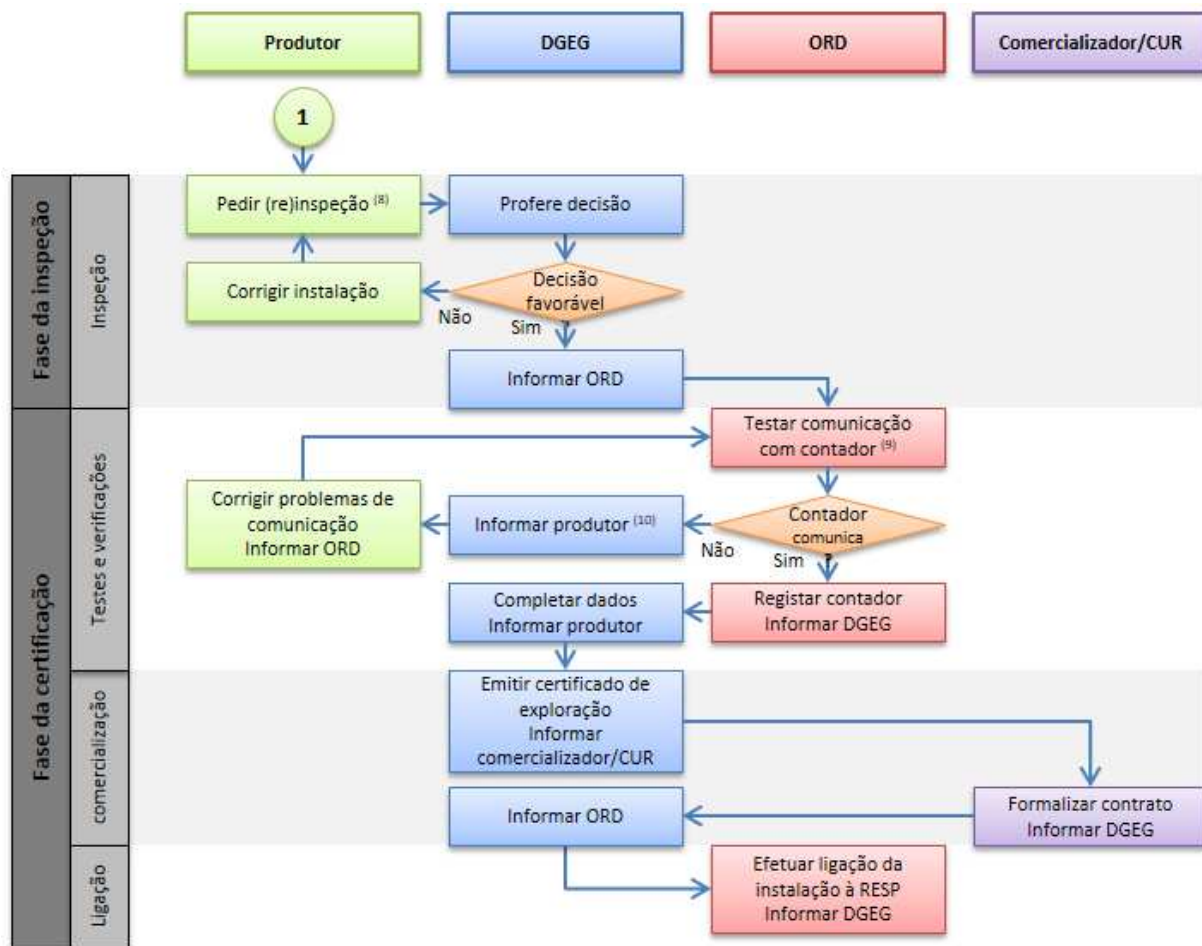 Produtor
DGEG
ORD
Comercializador/CUR
1
Fase da inspeção
Inspeção
Pedir (re)inspeção (8)
Profere decisão
Corrigir instalação
Decisão
favorável
Não
Sim
?
Informar ORD
Fase da certificação
Testes e verificações
Testar comunicação
com contador (9)
Corrigir problemas de
comunicação
Informar ORD
Informar produtor (10)
Contador
comunica
Não
Sim
?
Completar dados
Informar produtor
Registar contador
Informar DGEG
comercialização
Emitir certificado de
exploração
Informar
comercializador/CUR
Informar ORD
Formalizar contrato
Informar DGEG
Ligação
Efetuar ligação da
instalação à RESP
Informar DGEG